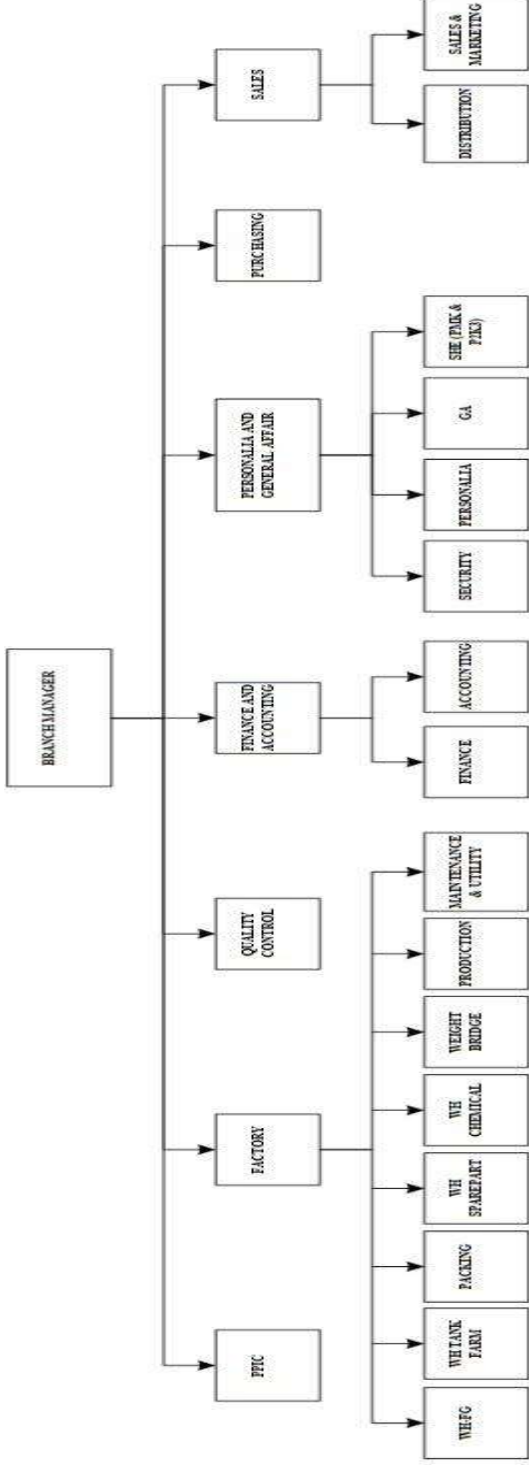 BRANCH MANAGER
PPIC
FACTORY
QUALITY
CONTROL
FINANCE AND
ACCOUNTING
PERSONALIA AND
GENERAL AFFAIR
PURCHASING
SALES
WH-FG
WH TANK
FARM
PACKING
WH
SPAREPART
WH
CHEMICAL
WEIGHT
BRIDGE
PRODUCTION
MAINTENANCE
& UTILITY
FINANCE
ACCOUNTING
SECURITY
PERSONALIA
GA
SHE (PMK &
P2K3)
DISTRIBUTION
SALES &
MARKETING